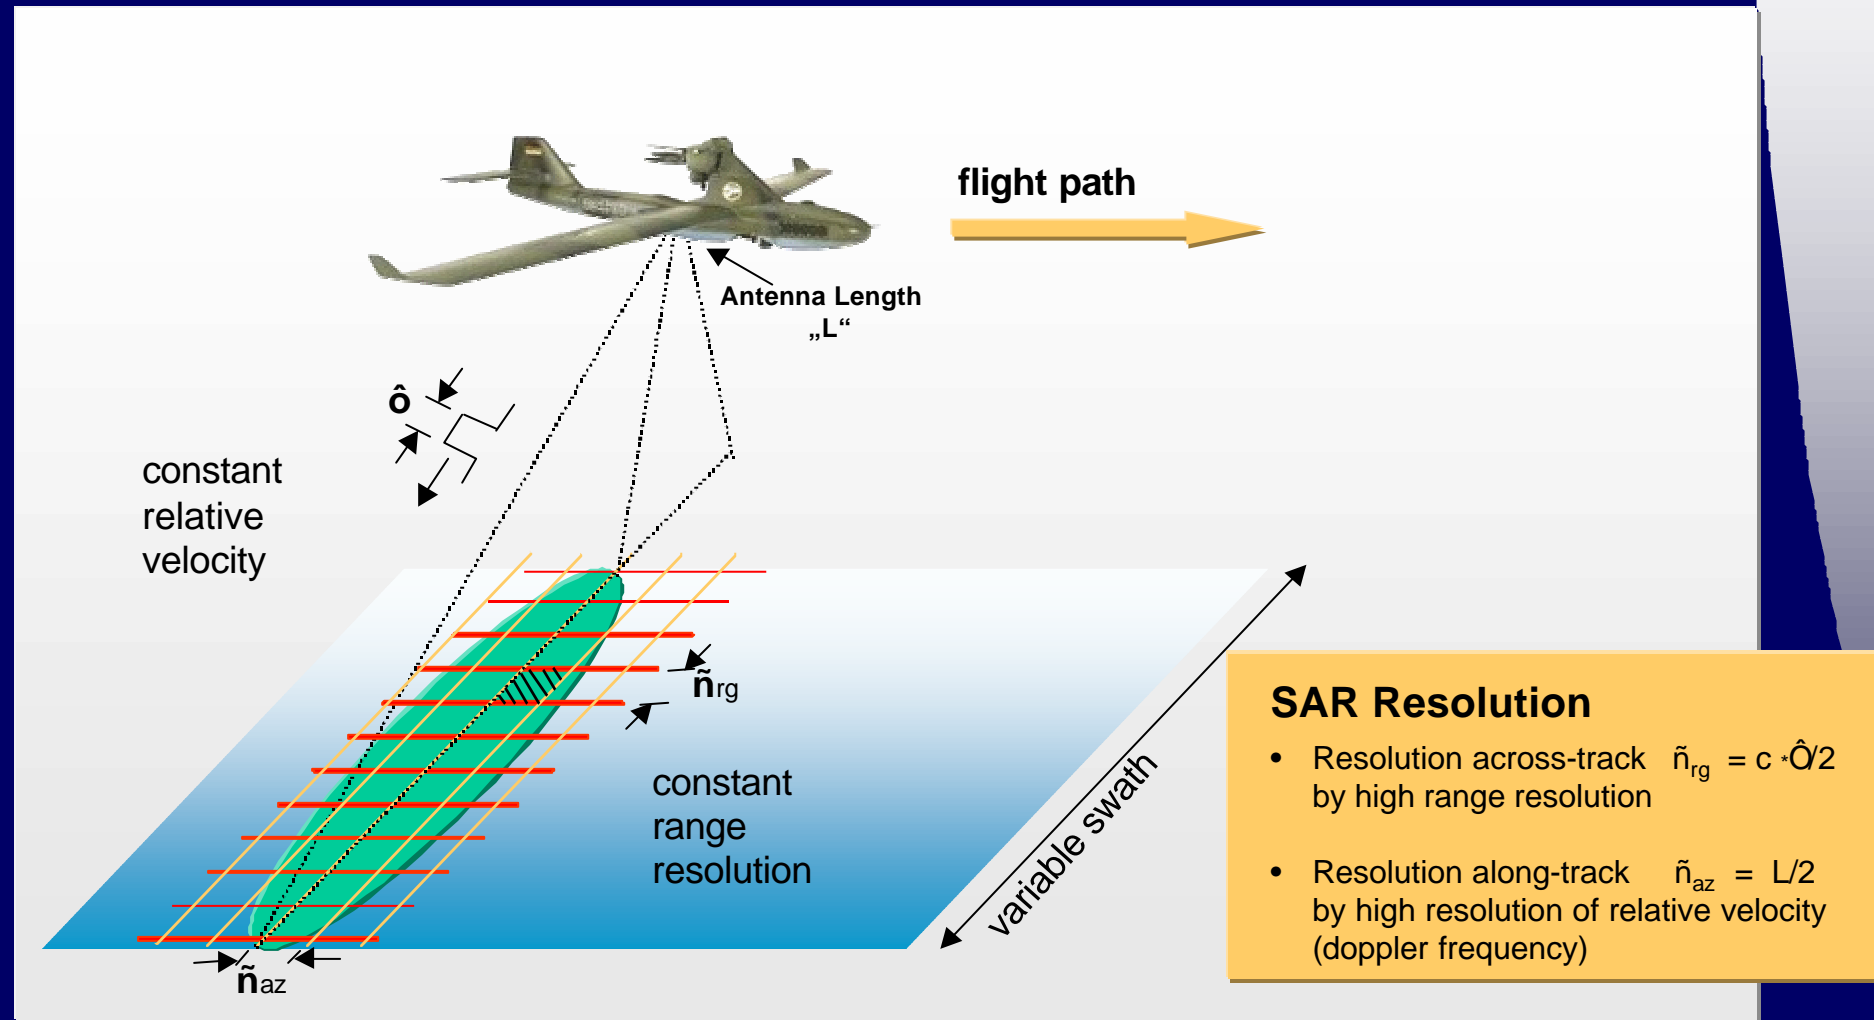 flight path
Antenna Length
„L“
ô
constant
relative
velocity
ñrg
constant
range
resolution
variable swath
ñaz
SAR Resolution
• Resolution across-track ñrg = c *Ô/2
by high range resolution
• Resolution along-track ñaz = L/2
by high resolution of relative velocity
(doppler frequency)